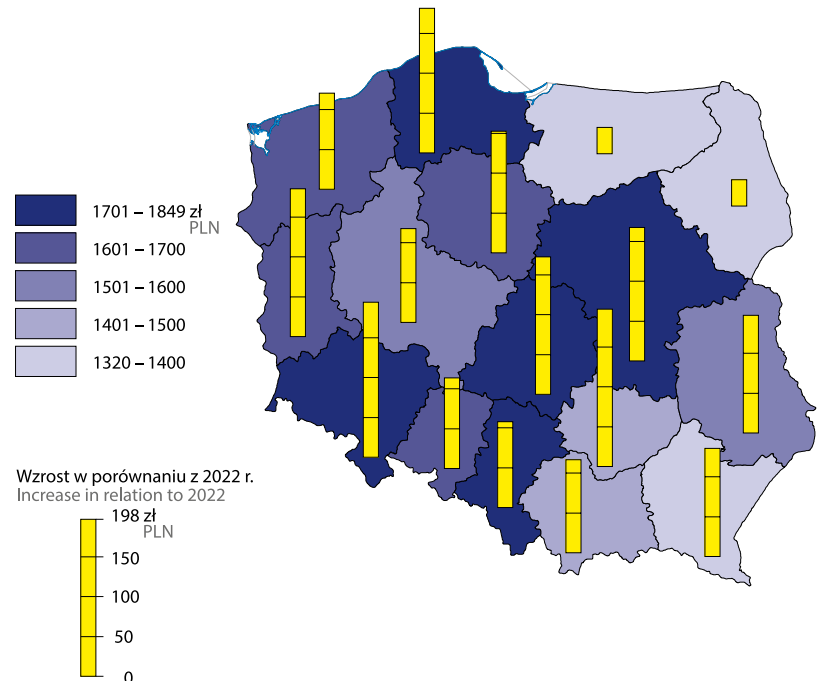 1701 – 1849 zł
PLN
1601 – 1700
1501 – 1600
1401 – 1500
1320 – 1400
Wzrost w porównaniu z 2022 r.
Increase in relation to 2022
198 zł
PLN
150
100
50
0